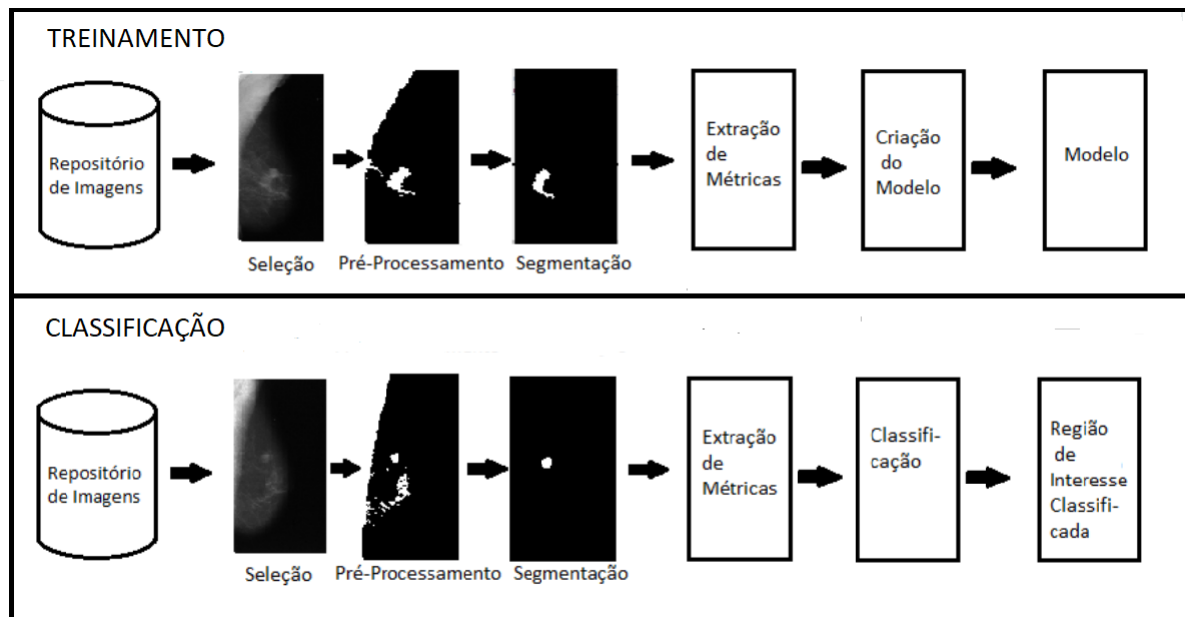 TREINAMENTO
Repositório
de Imagens
Seleção
Pré-Processamento
Segmentação
Extração
de
Métricas
Criação
do
Modelo
Modelo
CLASSIFICAÇÃO
Repositório
de Imagens
Seleção
Pré-Processamento
Segmentação
Extração
de
Métricas
Classifi-
cação
Região
de
Interesse
Classifi-
cada